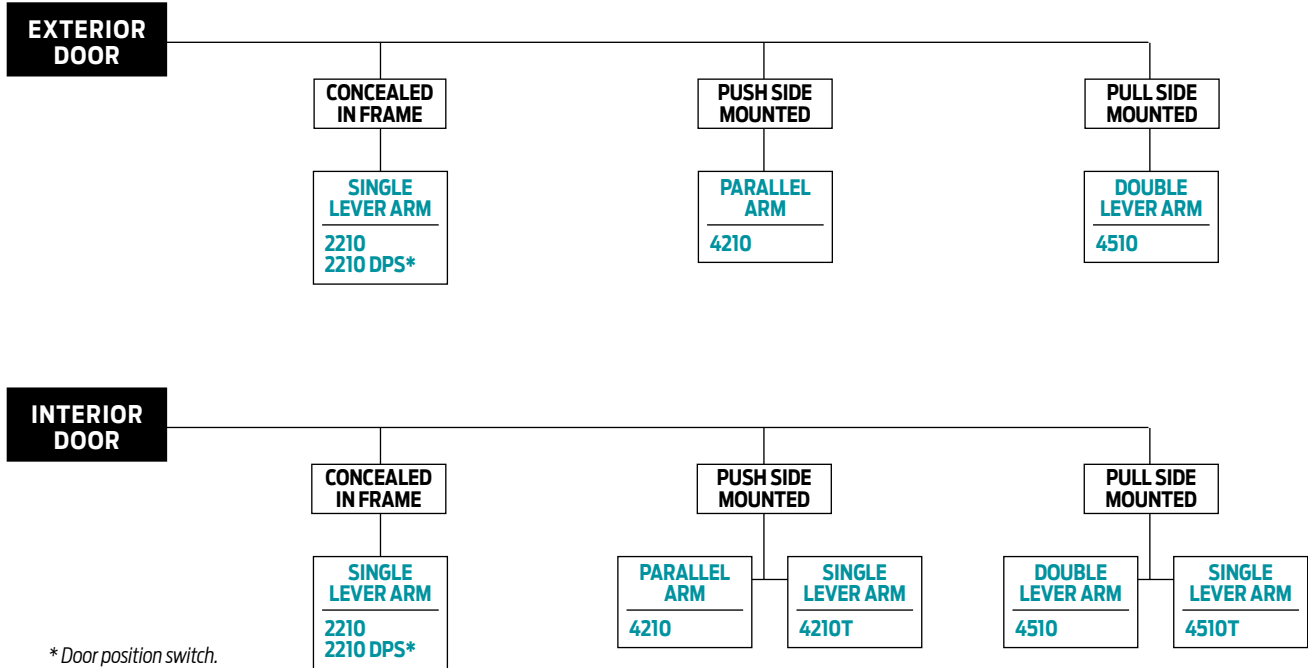 EXTERIOR
DOOR
CONCEALED
IN FRAME
PUSH SIDE
MOUNTED
PULL SIDE
MOUNTED
SINGLE
LEVER ARM
2210
2210 DPS*
PARALLEL
ARM
4210
DOUBLE
LEVER ARM
4510
INTERIOR
DOOR
CONCEALED
IN FRAME
PUSH SIDE
MOUNTED
PULL SIDE
MOUNTED
SINGLE
LEVER ARM
2210
2210 DPS*
PARALLEL
ARM
4210
SINGLE
LEVER ARM
4210T
DOUBLE
LEVER ARM
4510
SINGLE
LEVER ARM
4510T
* Door position switch.